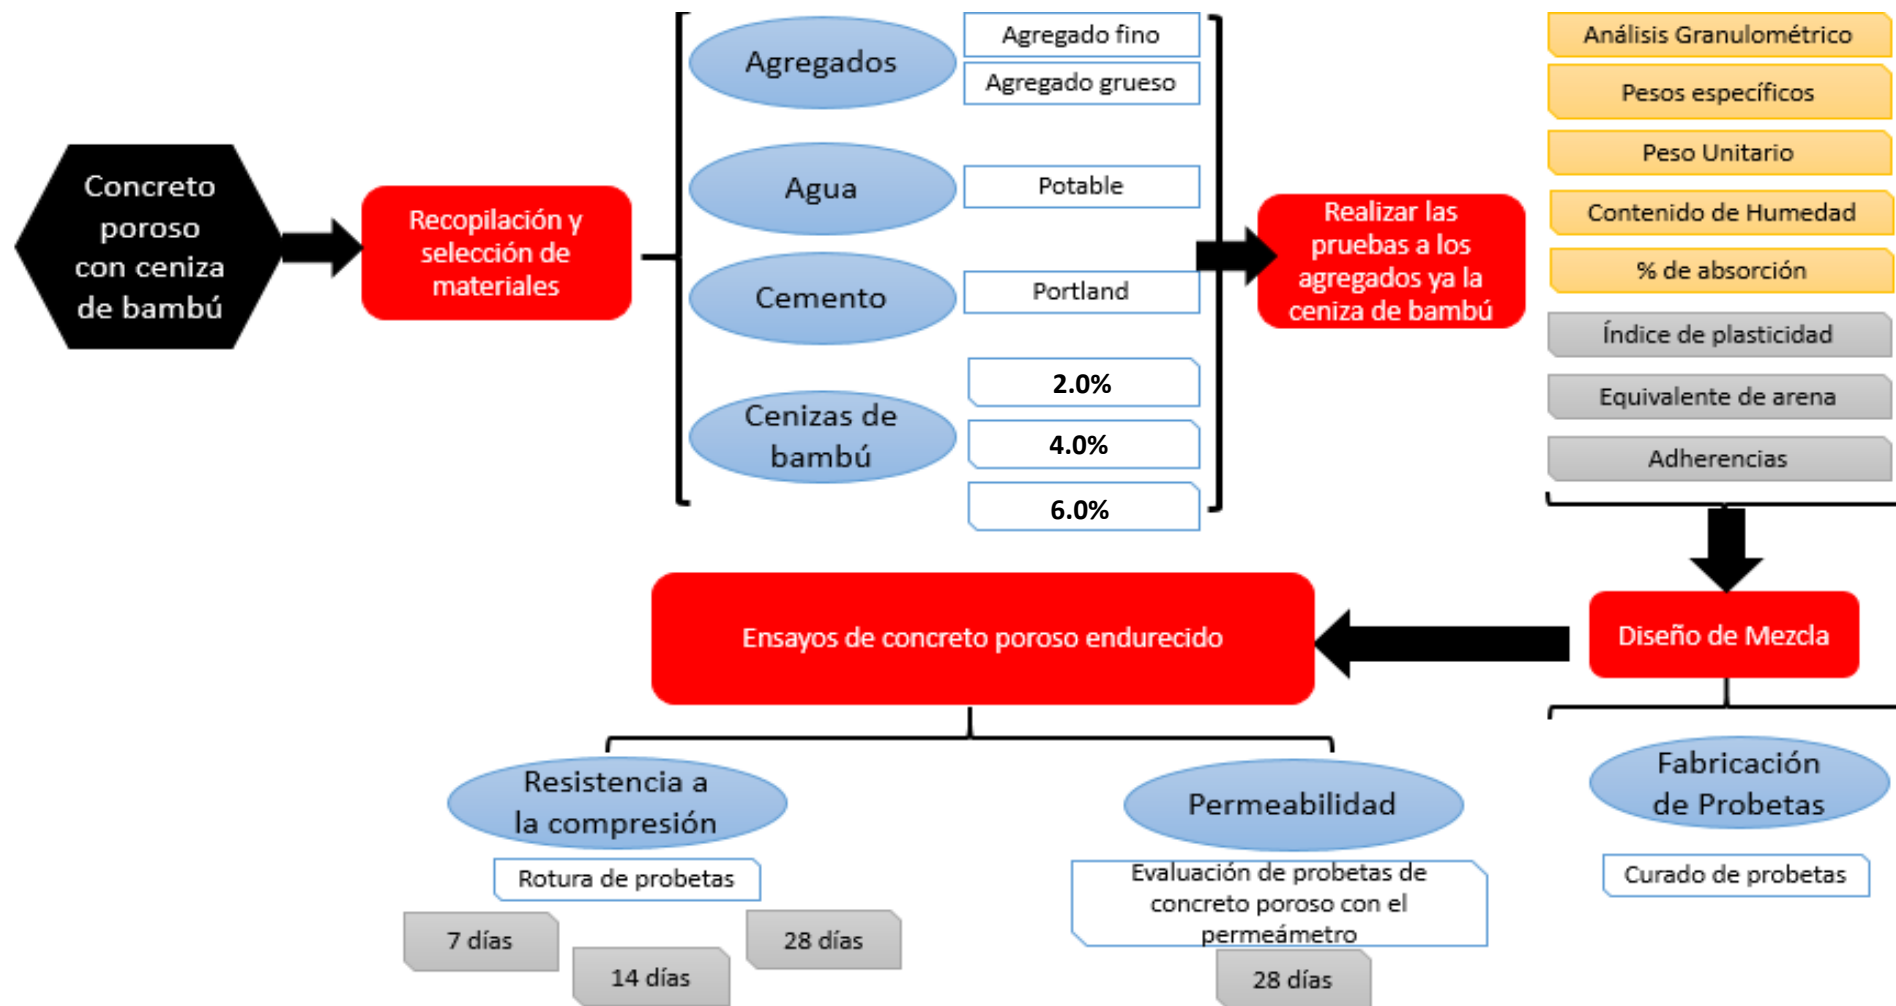 Concreto
poroso
con ceniza
de bambú
Recopilación y
selección de
materiales
Agregados
Agregado fino
Agregado grueso
Agua
Potable
Cemento
Portland
Cenizas de
bambú
2.0%
4.0%
6.0%
Realizar las
pruebas a los
agregados ya la
ceniza de bambú
Análisis Granulométrico
Pesos específicos
Peso Unitario
Contenido de Humedad
% de absorción
Índice de plasticidad
Equivalente de arena
Adherencias
Diseño de Mezcla
Fabricación
de Probetas
Curado de probetas
Ensayos de concreto poroso endurecido
Resistencia a
la compresión
Rotura de probetas
7 días
14 días
28 días
Permeabilidad
Evaluación de probetas de
concreto poroso con el
permeámetro
28 días